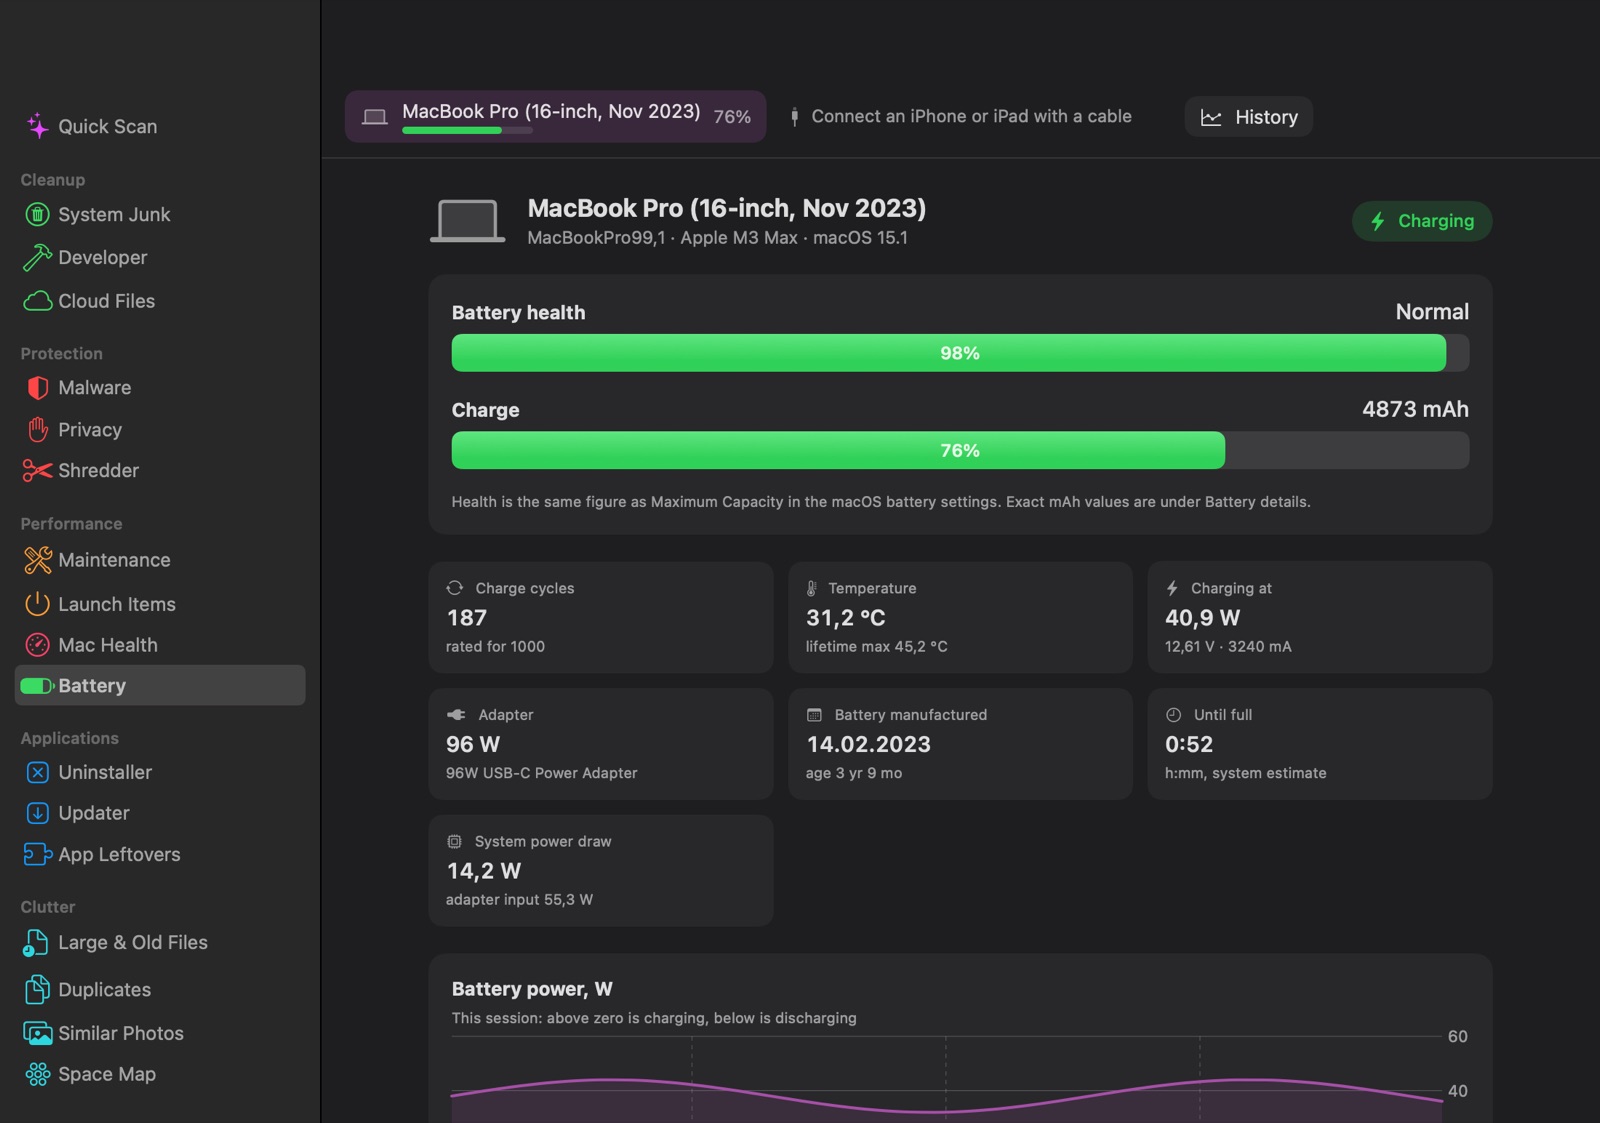 Quick Scan
Cleanup
System Junk
Developer
Cloud Files
Protection
Malware
Privacy
Shredder
Performance
Maintenance
Launch Items
Mac Health
Battery
Applications
Uninstaller
Updater
App Leftovers
Clutter
Large & Old Files
Duplicates
Similar Photos
Space Map
MacBook Pro (16-inch, Nov 2023) 76%
Connect an iPhone or iPad with a cable
History
MacBook Pro (16-inch, Nov 2023)
MacBookPro99,1 · Apple M3 Max · macOS 15.1
Charging
Battery health Normal
98%
Charge 4873 mAh
76%
Health is the same figure as Maximum Capacity in the macOS battery settings. Exact mAh values are under Battery details.
Charge cycles
187
rated for 1000
Temperature
31,2 °C
lifetime max 45,2 °C
Charging at
40,9 W
12,61 V · 3240 mA
Adapter
96 W
96W USB-C Power Adapter
Battery manufactured
14.02.2023
age 3 yr 9 mo
Until full
0:52
h:mm, system estimate
System power draw
14,2 W
adapter input 55,3 W
Battery power, W
This session: above zero is charging, below is discharging
60
40